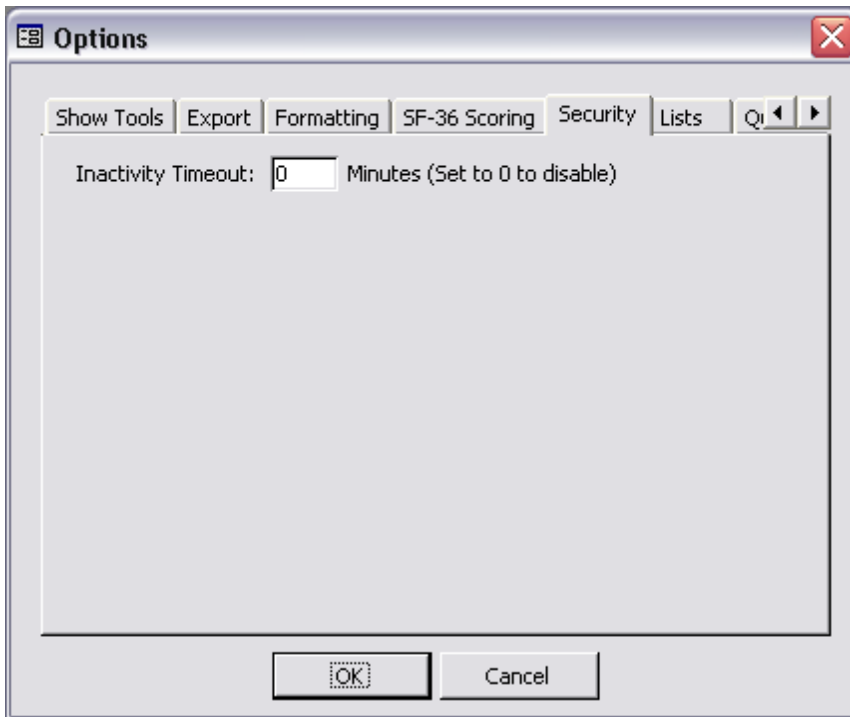 Options
Show Tools Export Formatting SF-36 Scoring Security Lists
Inactivity Timeout: 0 Minutes (Set to 0 to disable)
OK Cancel